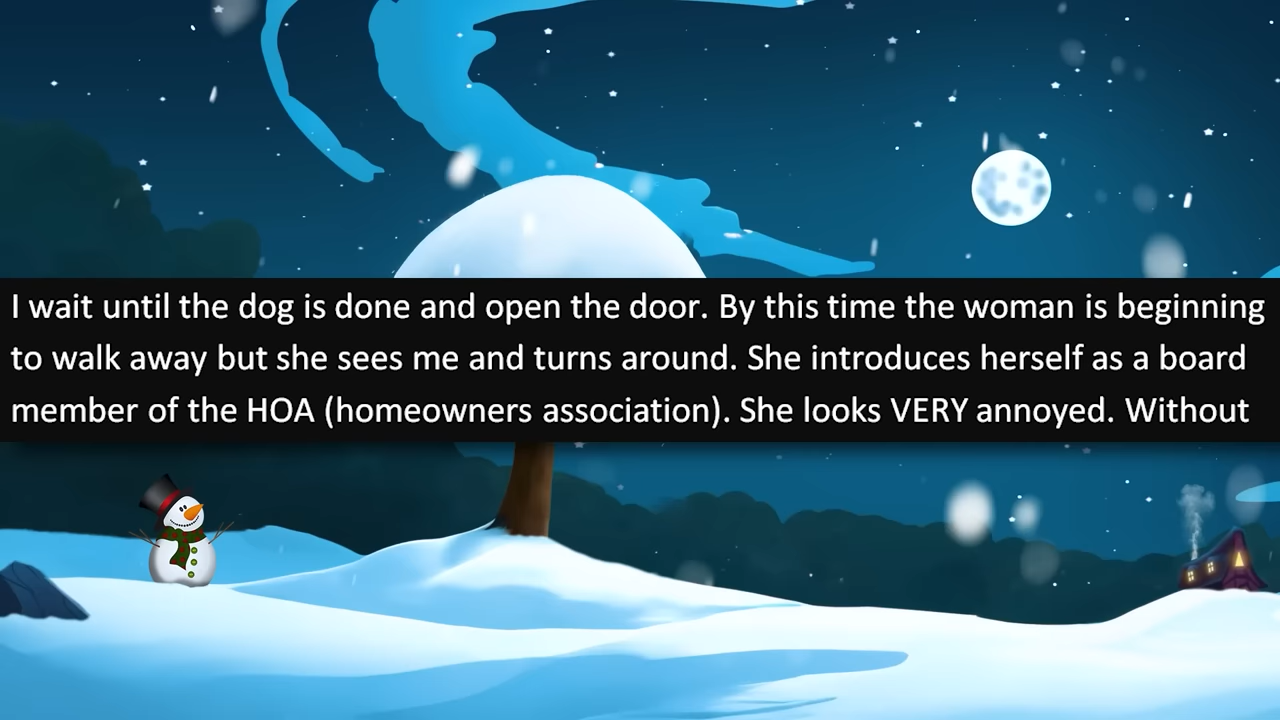 I wait until the dog is done and open the door. By this time the woman is beginning
to walk away but she sees me and turns around. She introduces herself as a board
member of the HOA (homeowners association). She looks VERY annoyed. Without